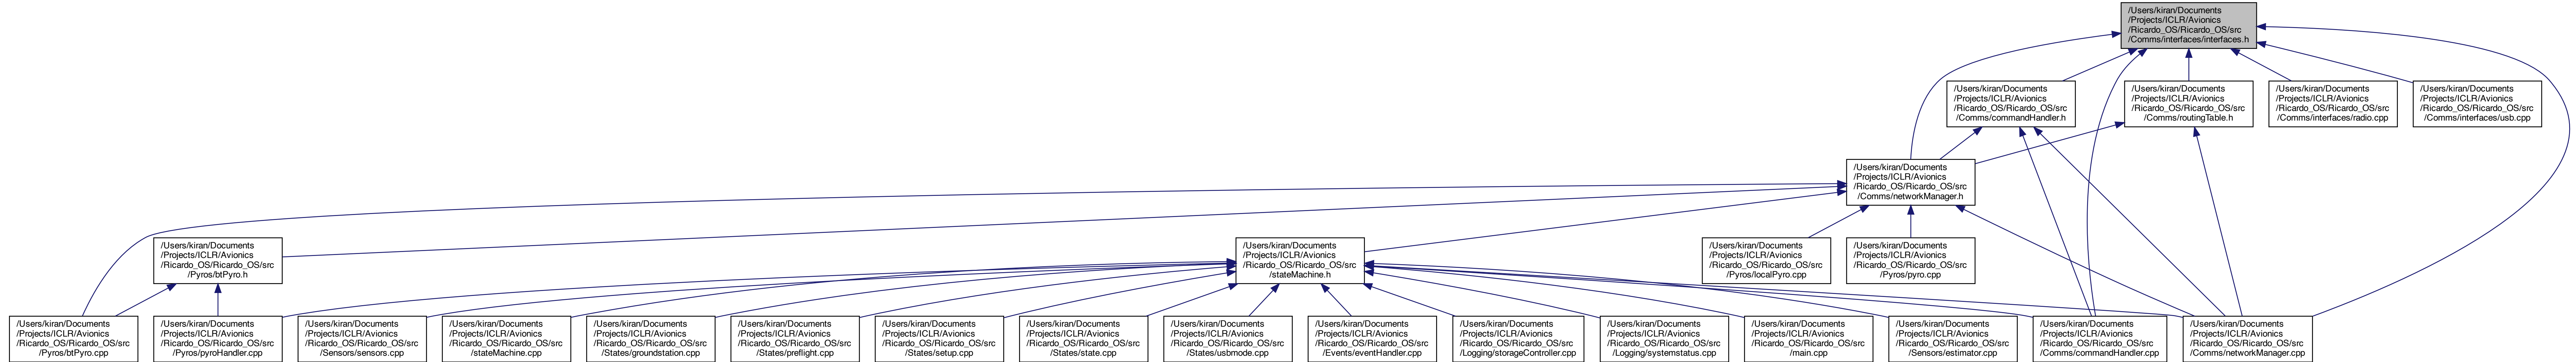 /Users/kiran/Documents
/Projects/ICLR/Avionics
/Ricardo_OS/Ricardo_OS/src
/Comms/interfaces/interfaces.h
/Users/kiran/Documents
/Projects/ICLR/Avionics
/Ricardo_OS/Ricardo_OS/src
/Comms/commandHandler.h
/Users/kiran/Documents
/Projects/ICLR/Avionics
/Ricardo_OS/Ricardo_OS/src
/Comms/routingTable.h
/Users/kiran/Documents
/Projects/ICLR/Avionics
/Ricardo_OS/Ricardo_OS/src
/Comms/interfaces/radio.cpp
/Users/kiran/Documents
/Projects/ICLR/Avionics
/Ricardo_OS/Ricardo_OS/src
/Comms/interfaces/usb.cpp
/Users/kiran/Documents
/Projects/ICLR/Avionics
/Ricardo_OS/Ricardo_OS/src
/Comms/networkManager.h
/Users/kiran/Documents
/Projects/ICLR/Avionics
/Ricardo_OS/Ricardo_OS/src
/Pyros/btPyro.h
/Users/kiran/Documents
/Projects/ICLR/Avionics
/Ricardo_OS/Ricardo_OS/src
/stateMachine.h
/Users/kiran/Documents
/Projects/ICLR/Avionics
/Ricardo_OS/Ricardo_OS/src
/Pyros/localPyro.cpp
/Users/kiran/Documents
/Projects/ICLR/Avionics
/Ricardo_OS/Ricardo_OS/src
/Pyros/pyro.cpp
/Users/kiran/Documents
/Projects/ICLR/Avionics
/Ricardo_OS/Ricardo_OS/src
/Pyros/btPyro.cpp
/Users/kiran/Documents
/Projects/ICLR/Avionics
/Ricardo_OS/Ricardo_OS/src
/Pyros/pyroHandler.cpp
/Users/kiran/Documents
/Projects/ICLR/Avionics
/Ricardo_OS/Ricardo_OS/src
/Sensors/sensors.cpp
/Users/kiran/Documents
/Projects/ICLR/Avionics
/Ricardo_OS/Ricardo_OS/src
/stateMachine.cpp
/Users/kiran/Documents
/Projects/ICLR/Avionics
/Ricardo_OS/Ricardo_OS/src
/States/groundstation.cpp
/Users/kiran/Documents
/Projects/ICLR/Avionics
/Ricardo_OS/Ricardo_OS/src
/States/preflight.cpp
/Users/kiran/Documents
/Projects/ICLR/Avionics
/Ricardo_OS/Ricardo_OS/src
/States/setup.cpp
/Users/kiran/Documents
/Projects/ICLR/Avionics
/Ricardo_OS/Ricardo_OS/src
/States/state.cpp
/Users/kiran/Documents
/Projects/ICLR/Avionics
/Ricardo_OS/Ricardo_OS/src
/States/usbmode.cpp
/Users/kiran/Documents
/Projects/ICLR/Avionics
/Ricardo_OS/Ricardo_OS/src
/Events/eventHandler.cpp
/Users/kiran/Documents
/Projects/ICLR/Avionics
/Ricardo_OS/Ricardo_OS/src
/Logging/storageController.cpp
/Users/kiran/Documents
/Projects/ICLR/Avionics
/Ricardo_OS/Ricardo_OS/src
/Logging/systemstatus.cpp
/Users/kiran/Documents
/Projects/ICLR/Avionics
/Ricardo_OS/Ricardo_OS/src
/main.cpp
/Users/kiran/Documents
/Projects/ICLR/Avionics
/Ricardo_OS/Ricardo_OS/src
/Sensors/estimator.cpp
/Users/kiran/Documents
/Projects/ICLR/Avionics
/Ricardo_OS/Ricardo_OS/src
/Comms/commandHandler.cpp
/Users/kiran/Documents
/Projects/ICLR/Avionics
/Ricardo_OS/Ricardo_OS/src
/Comms/networkManager.cpp